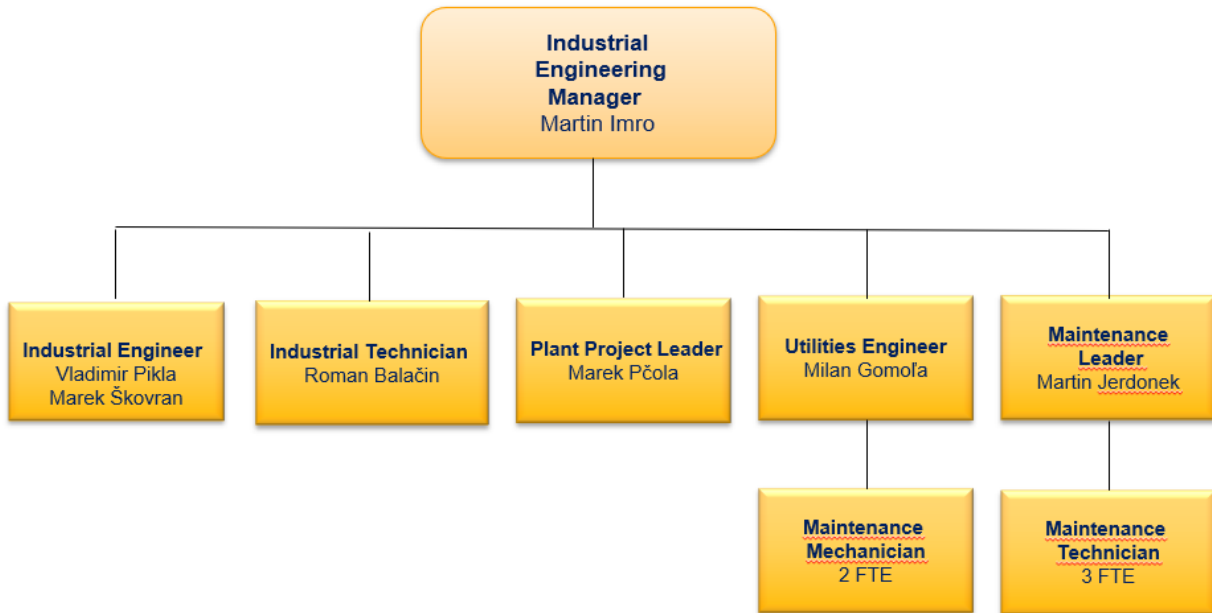 Industrial
Engineering
Manager
Martin Imro
Industrial Engineer
Vladimir Pikla
Marek Škovran
Industrial Technician
Roman Balačin
Plant Project Leader
Marek Pčola
Utilities Engineer
Milan Gomoľa
Maintenance
Leader
Martin Jerdonek
Maintenance
Mechanician
2 FTE
Maintenance
Technician
3 FTE